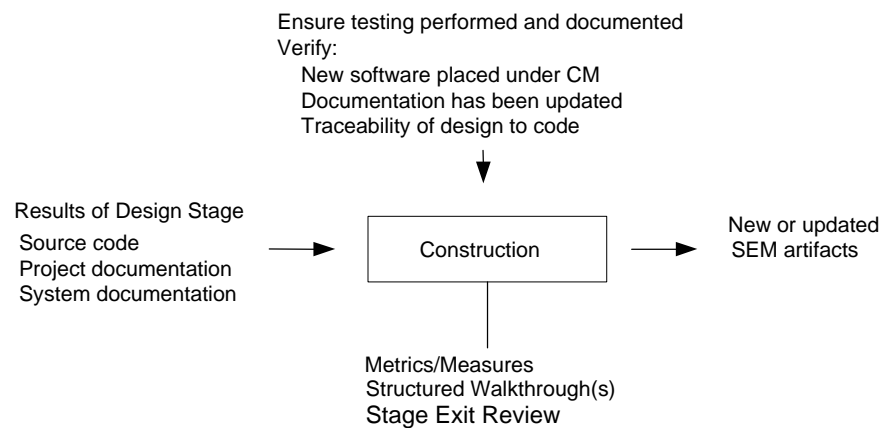 Ensure testing performed and documented
Verify:
New software placed under CM
Documentation has been updated
Traceability of design to code
Results of Design Stage
Source code
Project documentation
System documentation
Construction
New or updated
SEM artifacts
Metrics/Measures
Structured Walkthrough(s)
Stage Exit Review